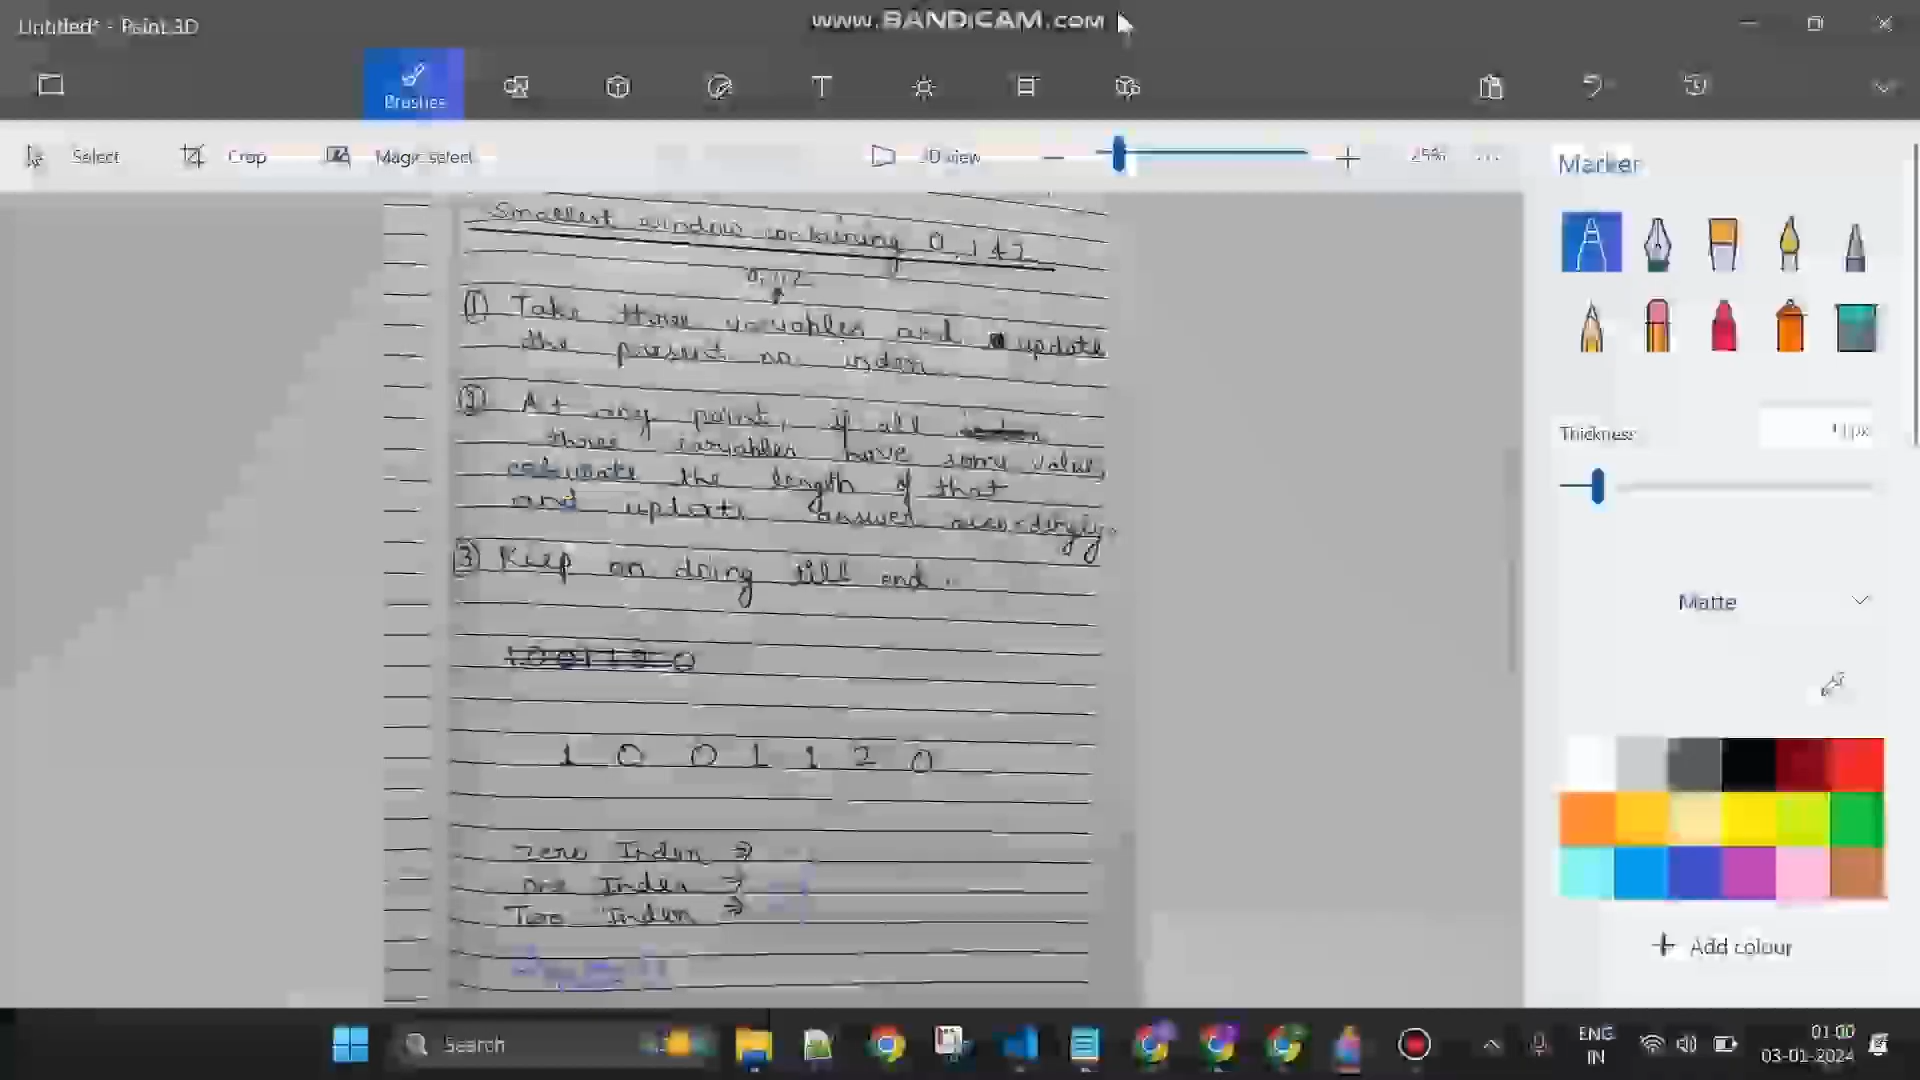 Untitled* - Paint 3D
www.BANDICAM.com
Brushes
Select
Crop
Magic select
3D view
25%
Marker
Smallest window containing 0, 1 & 2
0,1,2
① Take three variables and update
the present on index
② At any point, if all
three variables have some value,
calculate the length of that
and update answer accordingly.
③ Keep on doing till end.
1001120
1 0 0 1 1 2 0
Zero Index ⇒
One Index ⇒
Two Index ⇒
Thickness
Matte
+ Add colour
Search
ENG
IN
01:00
03-01-2024